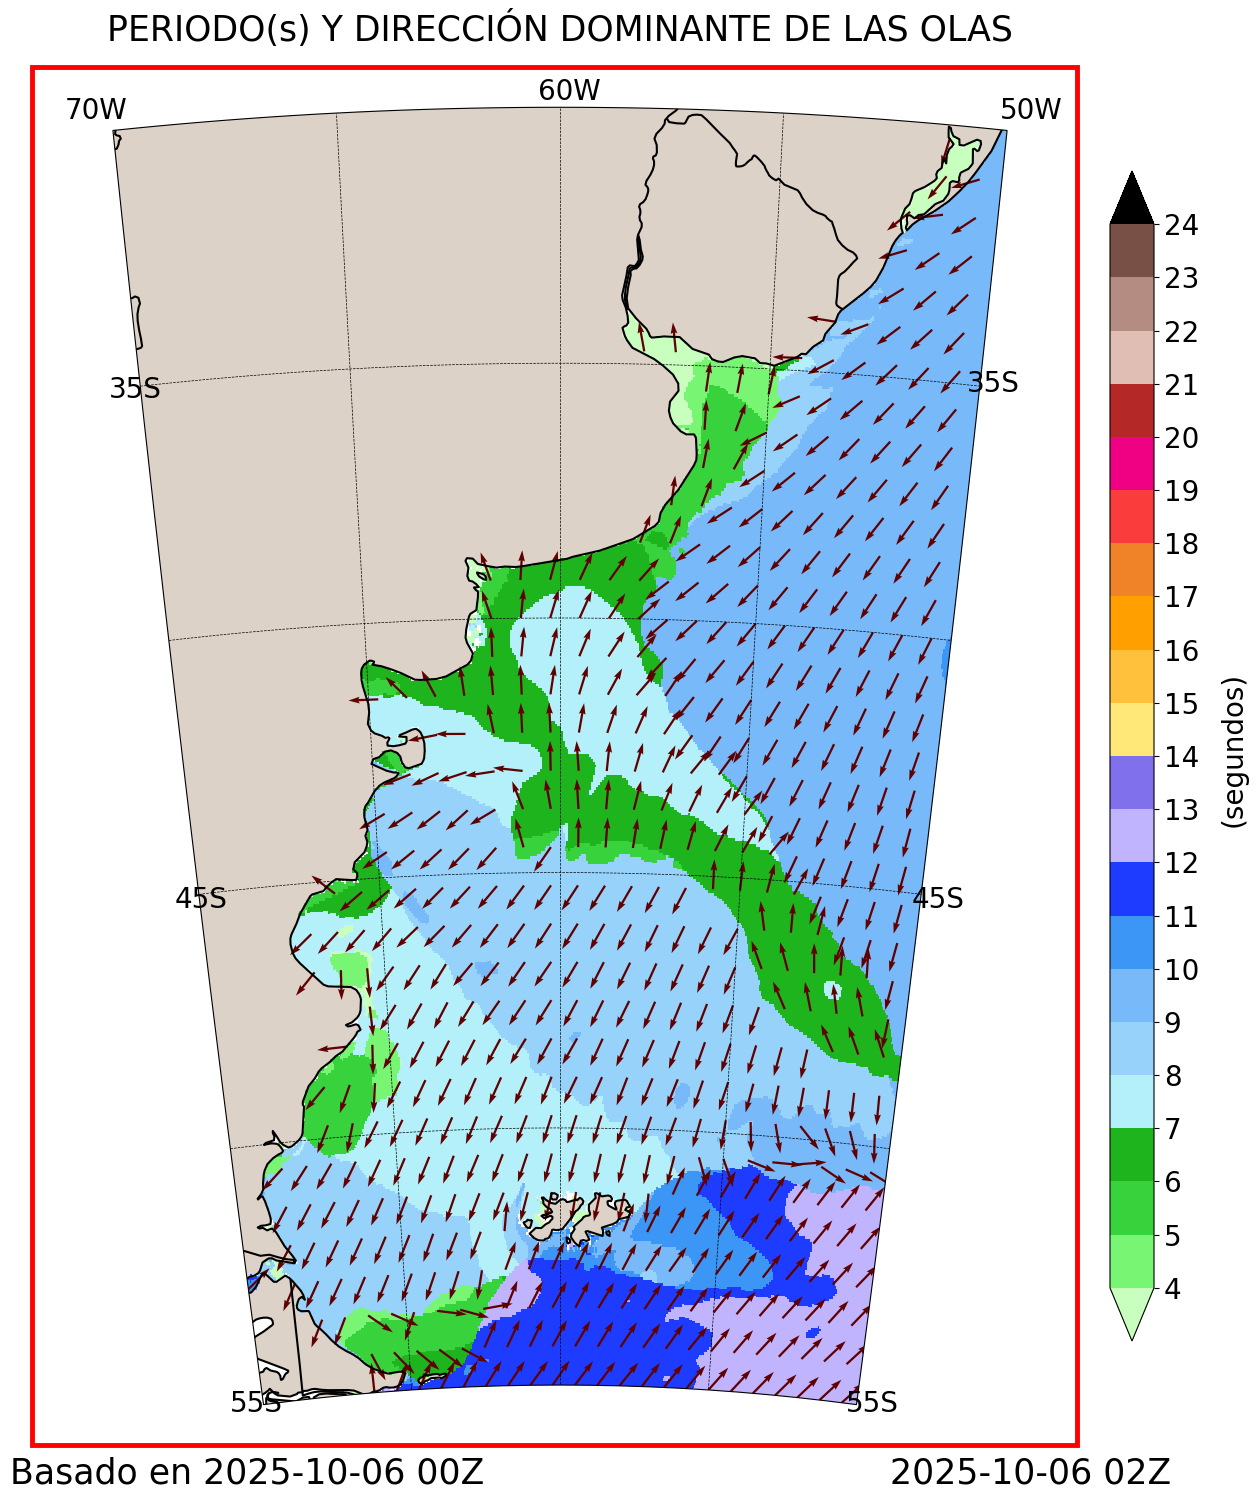 PERIODO(s) Y DIRECCIÓN DOMINANTE DE LAS OLAS
70W
60W
50W
35S
35S
45S
45S
55S
55S
24
23
22
21
20
19
18
17
16
15
14
13
12
11
10
9
8
7
6
5
4
(segundos)
Basado en 2025-10-06 00Z
2025-10-06 02Z